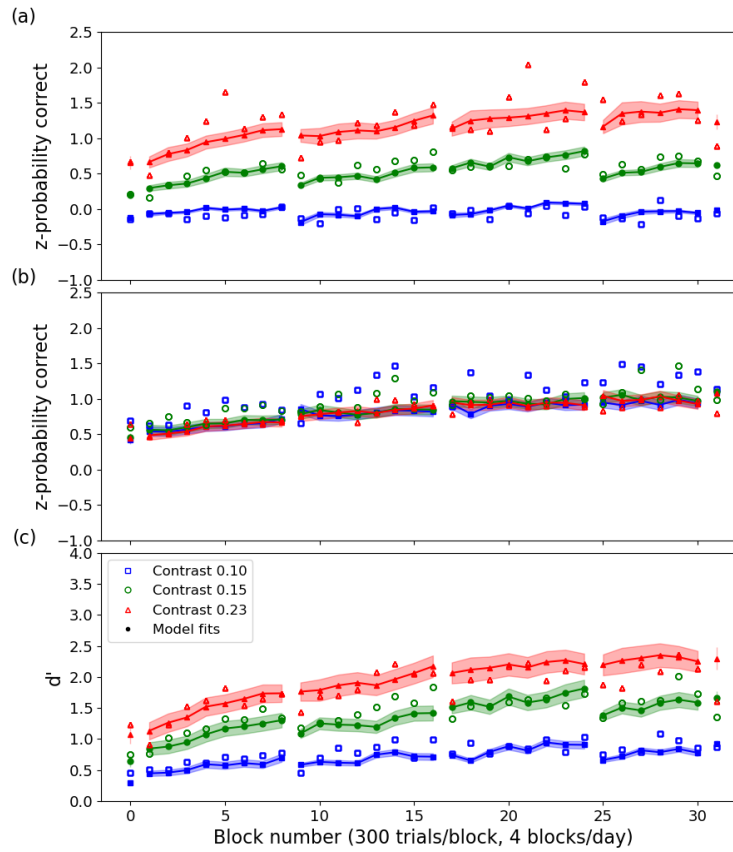 (a)
z-probability correct
2.5
2.0
1.5
1.0
0.5
0.0
−0.5
−1.0
(b)
z-probability correct
2.5
2.0
1.5
1.0
0.5
0.0
−0.5
−1.0
(c)
d'
4.0
3.5
3.0
2.5
2.0
1.5
1.0
0.5
0.0
Contrast 0.10
Contrast 0.15
Contrast 0.23
Model fits
0 5 10 15 20 25 30
Block number (300 trials/block, 4 blocks/day)